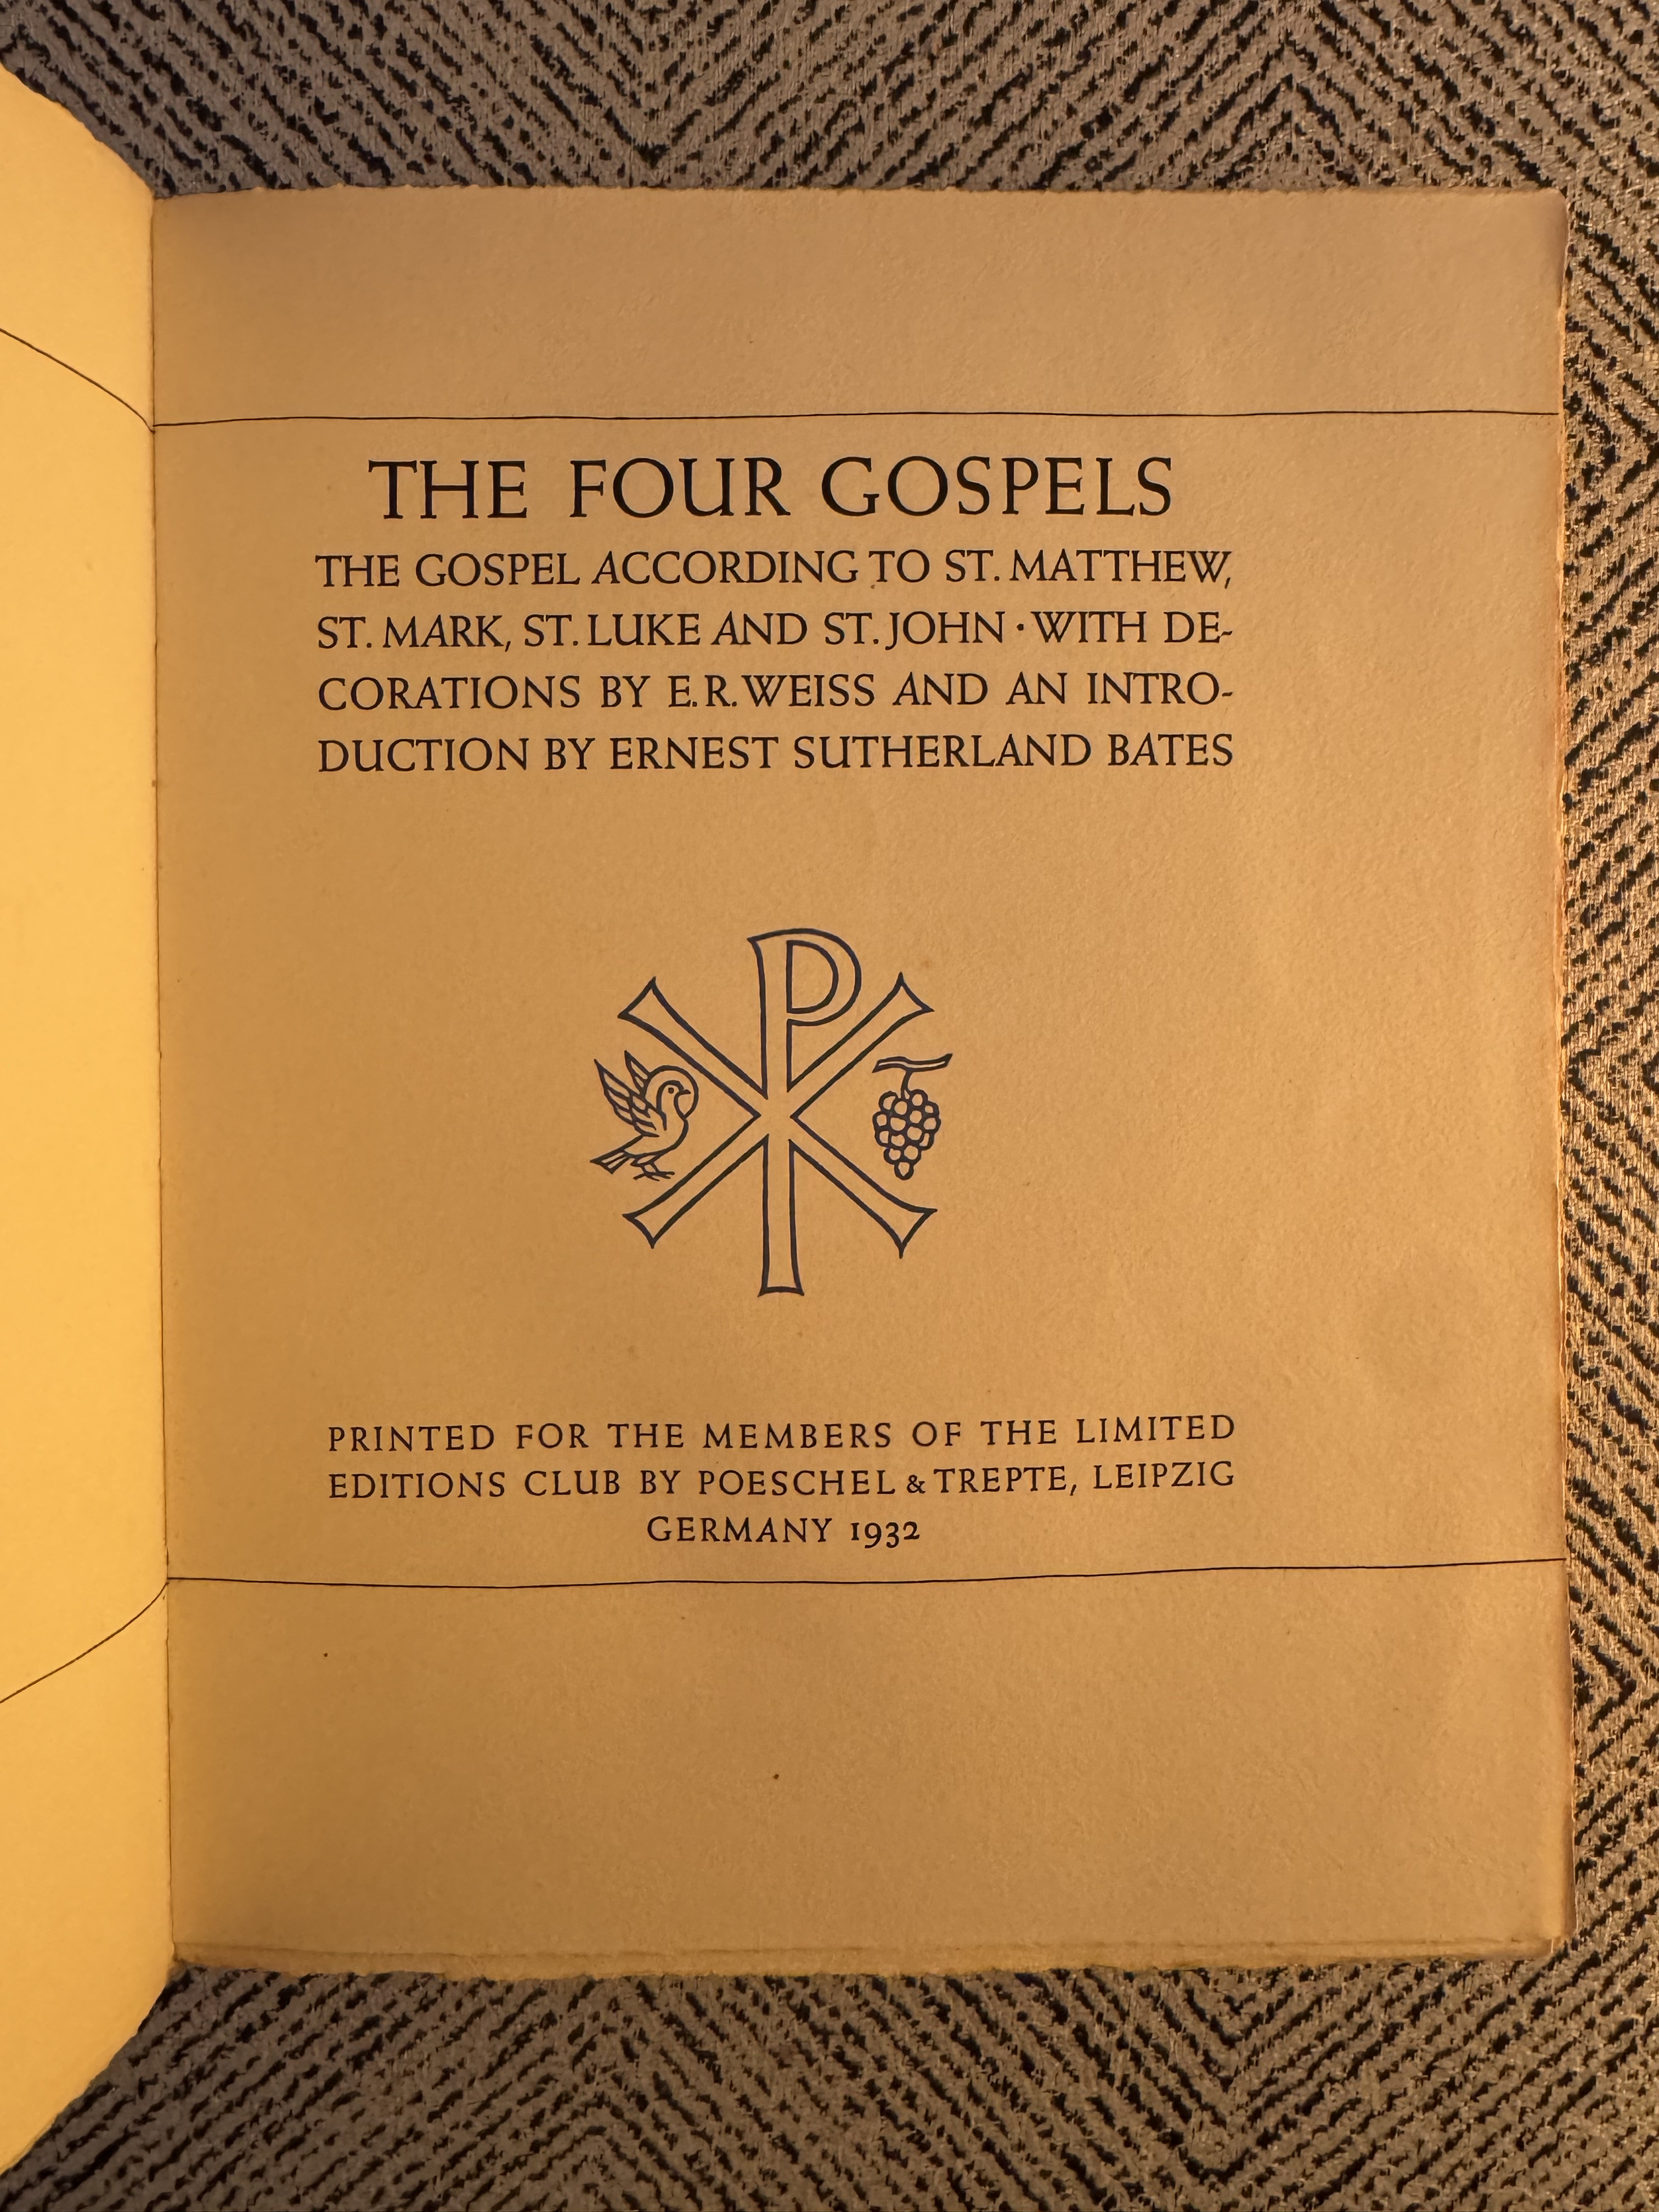 THE FOUR GOSPELS
THE GOSPEL ACCORDING TO ST. MATTHEW,
ST. MARK, ST. LUKE AND ST. JOHN · WITH DE-
CORATIONS BY E. R. WEISS AND AN INTRO-
DUCTION BY ERNEST SUTHERLAND BATES
PRINTED FOR THE MEMBERS OF THE LIMITED
EDITIONS CLUB BY POESCHEL & TREPTE, LEIPZIG
GERMANY 1932